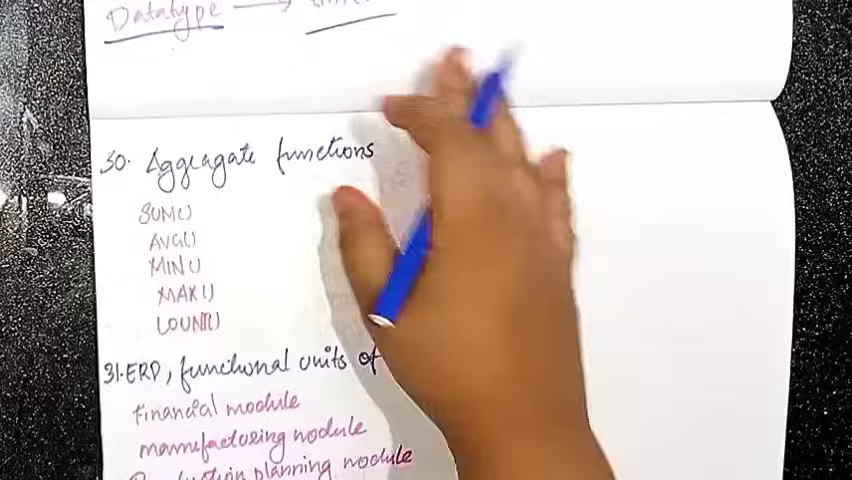 Datatype →
30. Aggregate functions
SUM()
AVG()
MIN()
MAX()
COUNT()
31. ERP, functional units of
Financial module
manufacturing module
Production planning module